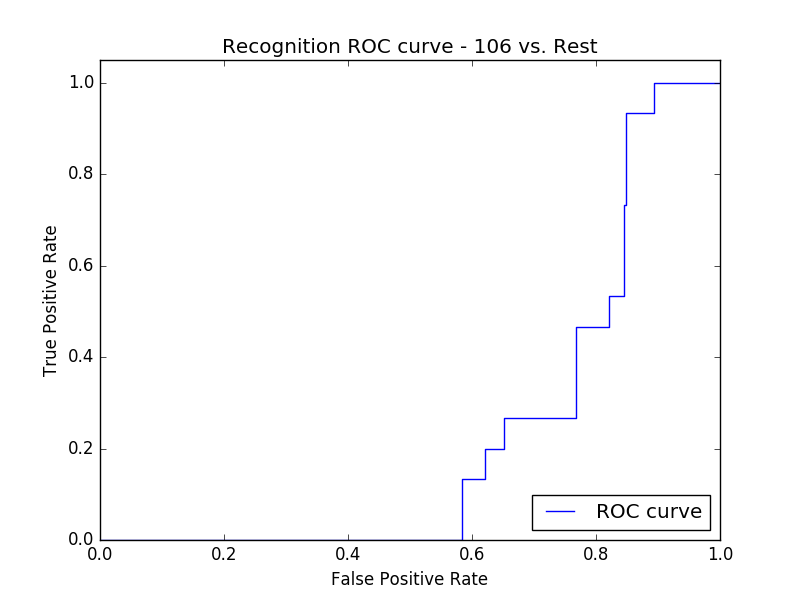 Recognition ROC curve - 106 vs. Rest
1.0
0.8
0.6
0.4
0.2
0.0
True Positive Rate
ROC curve
0.0 0.2 0.4 0.6 0.8 1.0
False Positive Rate